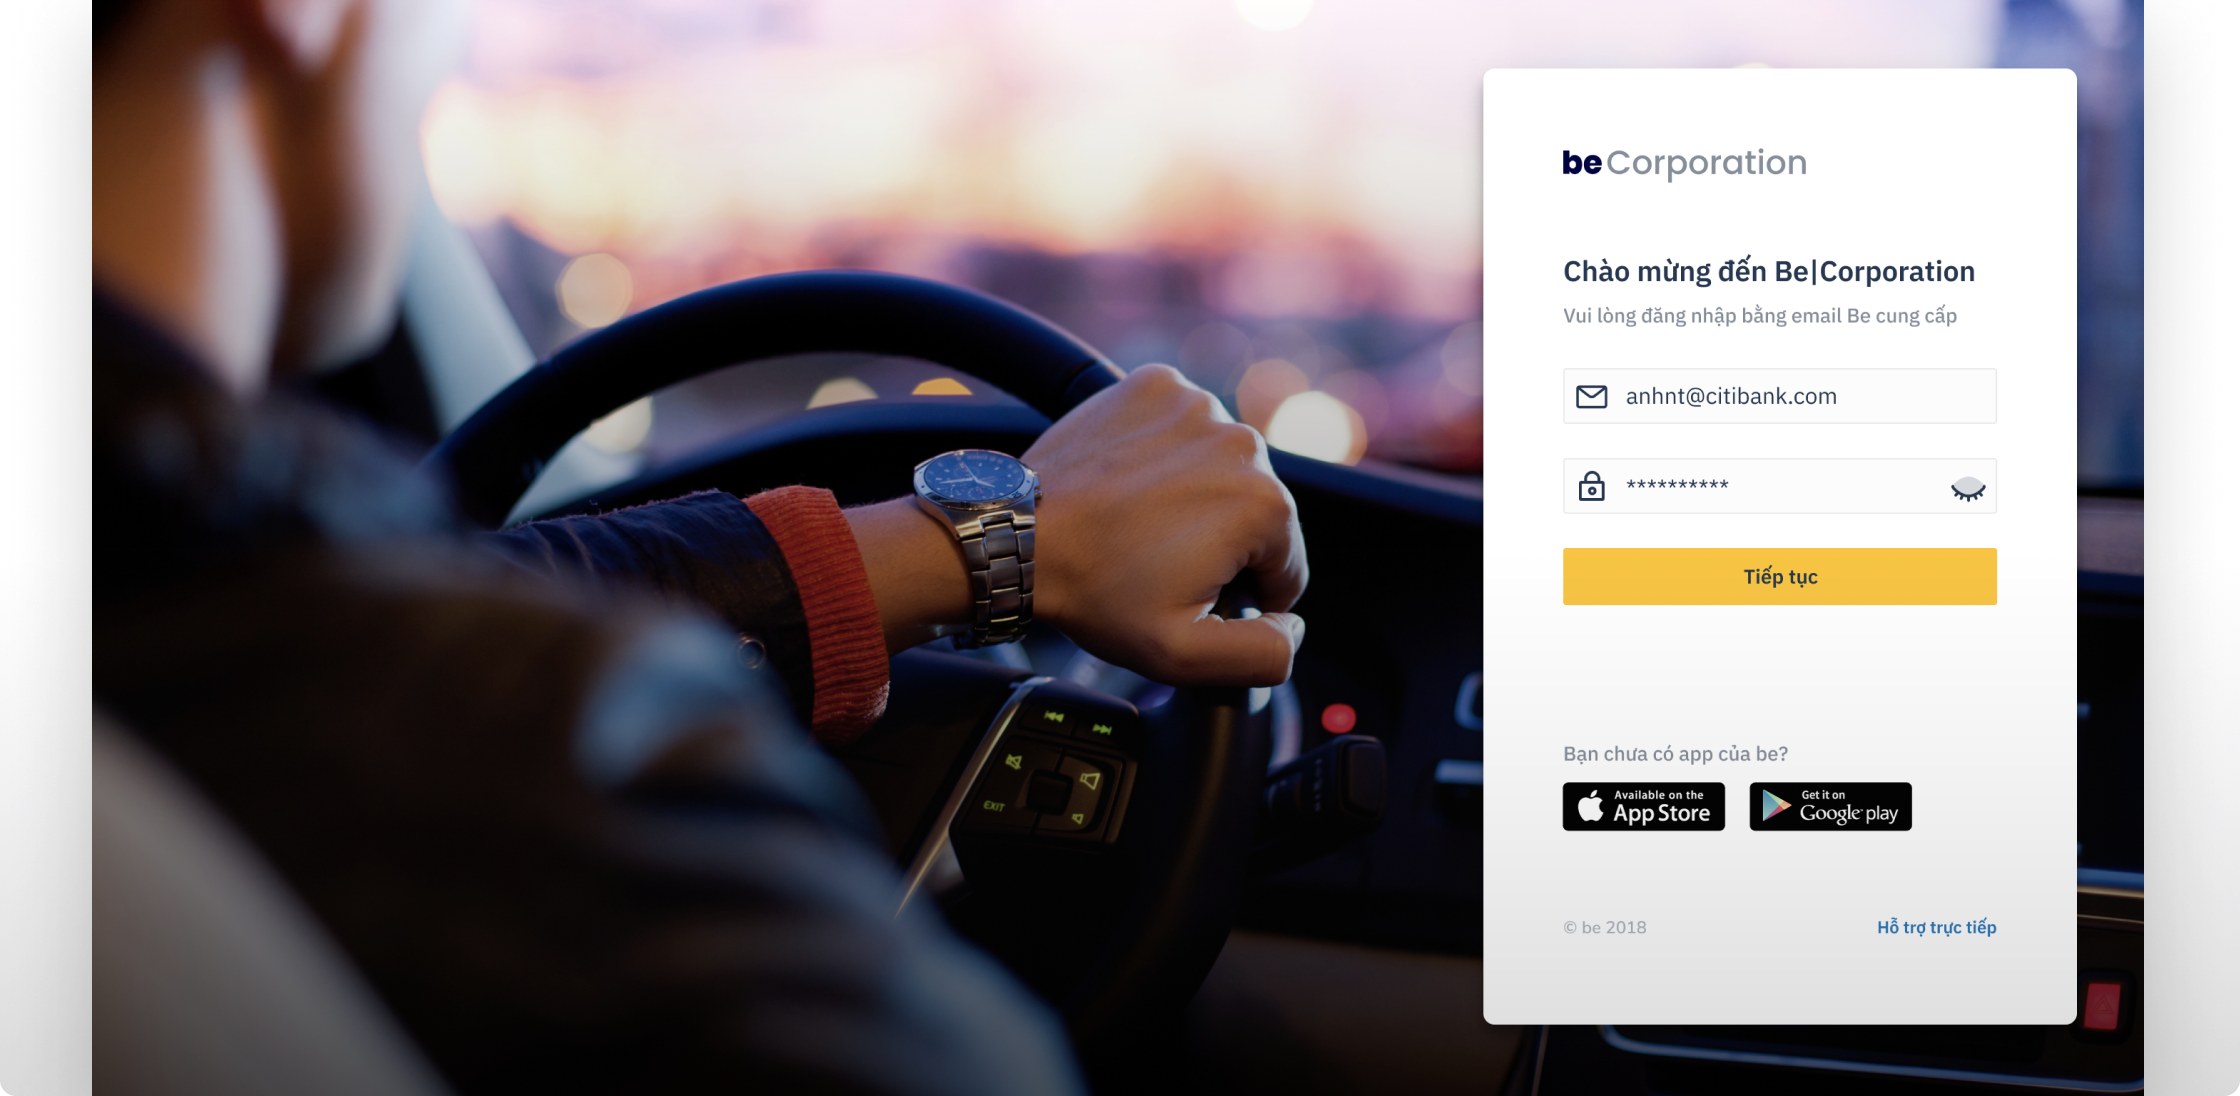 be Corporation
Chào mừng đến Be|Corporation
Vui lòng đăng nhập bằng email Be cung cấp
anhnt@citibank.com
**********
Tiếp tục
Bạn chưa có app của be?
Available on the
App Store
Get it on
Google play
© be 2018
Hỗ trợ trực tiếp
EXIT